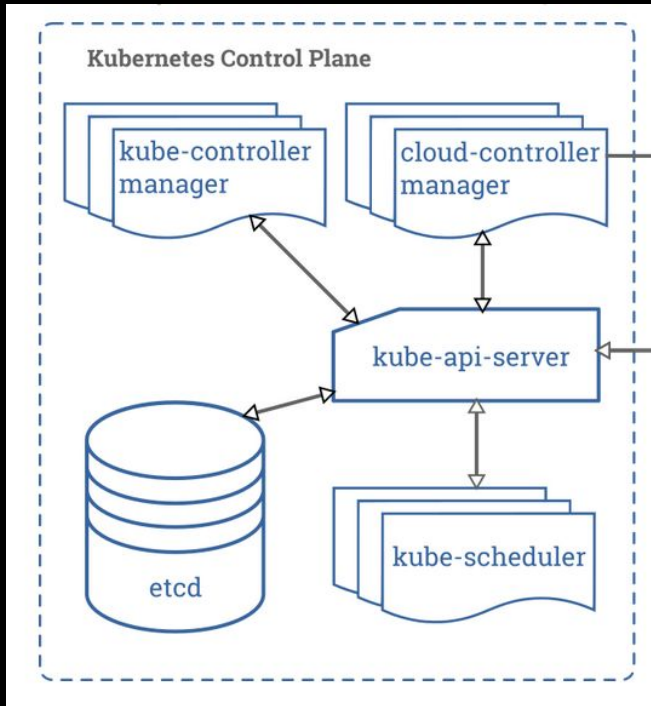 Kubernetes Control Plane
kube-controller
manager
cloud-controller
manager
kube-api-server
etcd
kube-scheduler